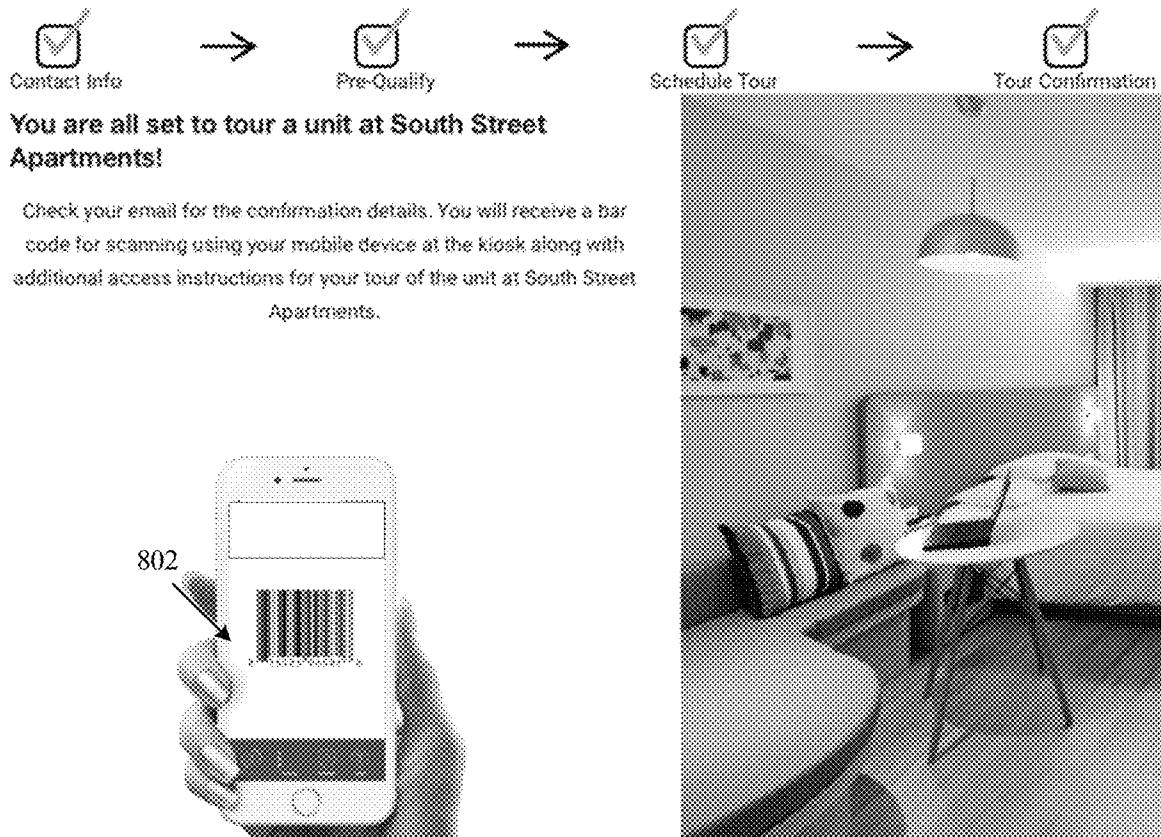 Contact Info
Pre-Qualify
Schedule Tour
Tour Confirmation
You are all set to tour a unit at South Street
Apartments!
Check your email for the confirmation details. You will receive a bar
code for scanning using your mobile device at the kiosk along with
additional access instructions for your tour of the unit at South Street
Apartments.
802